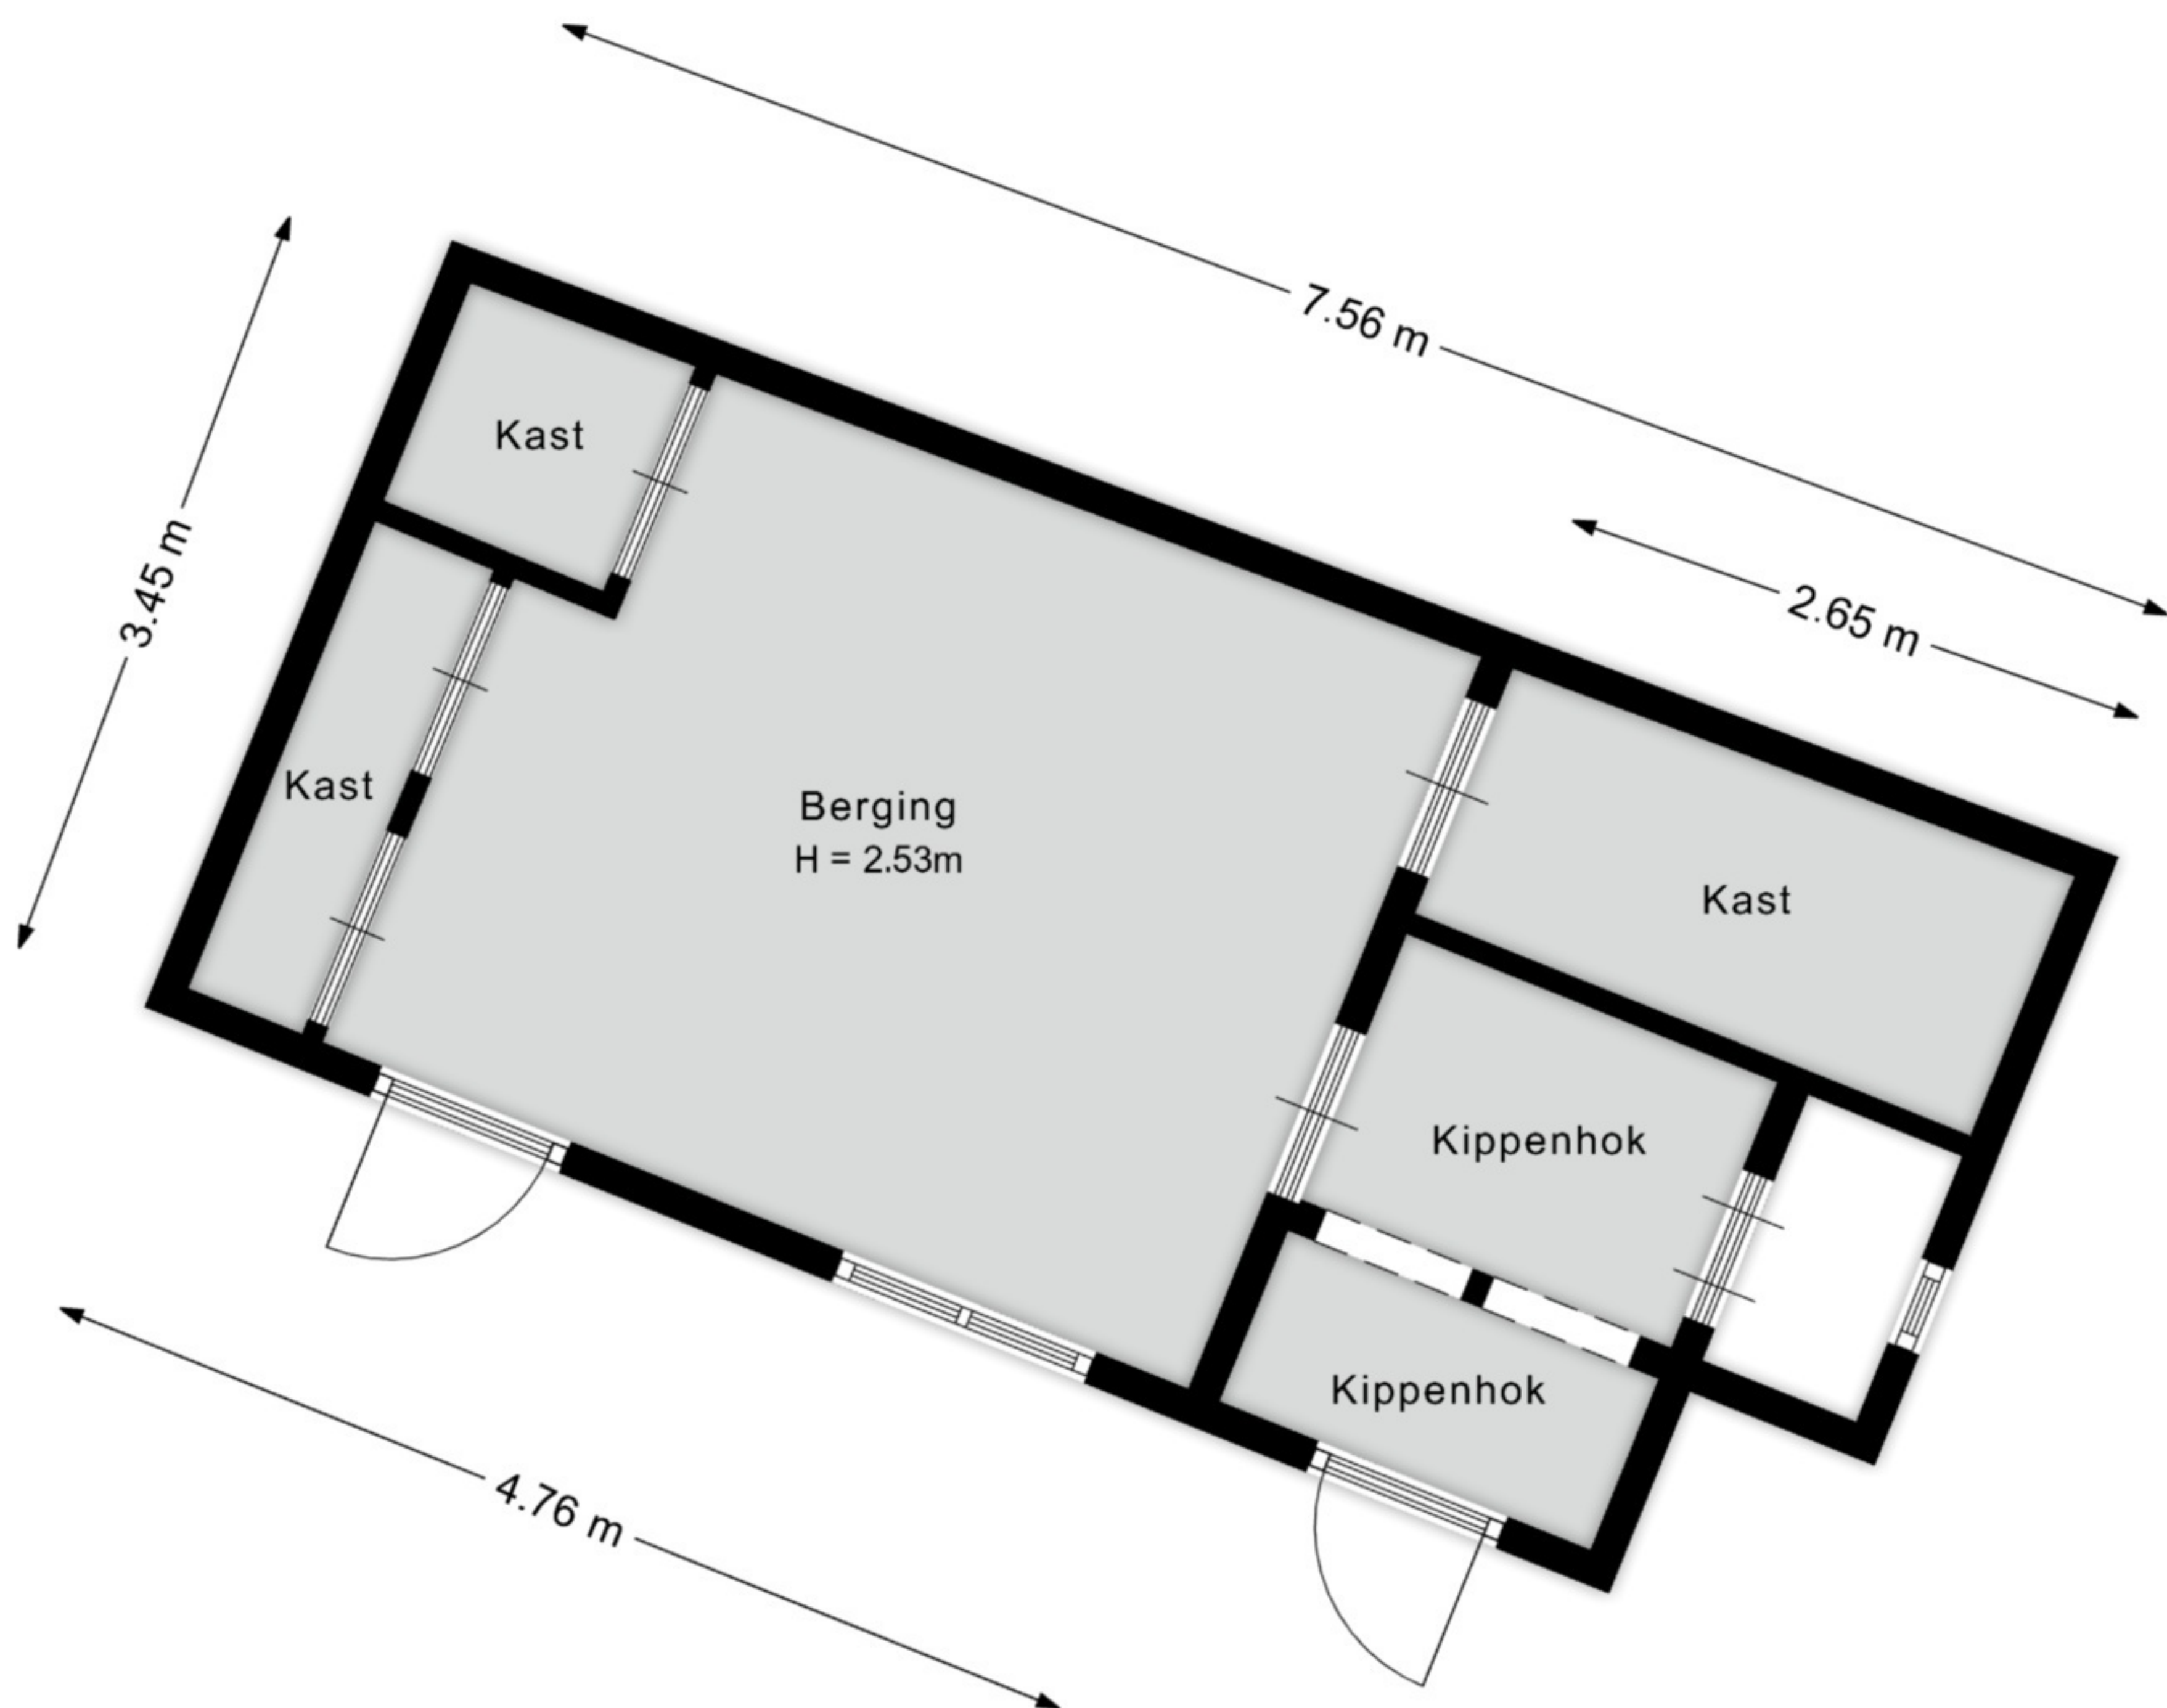 7.56 m
2.65 m
3.45 m
Kast
Kast
Berging
H = 2.53m
Kast
Kippenhok
Kippenhok
4.76 m